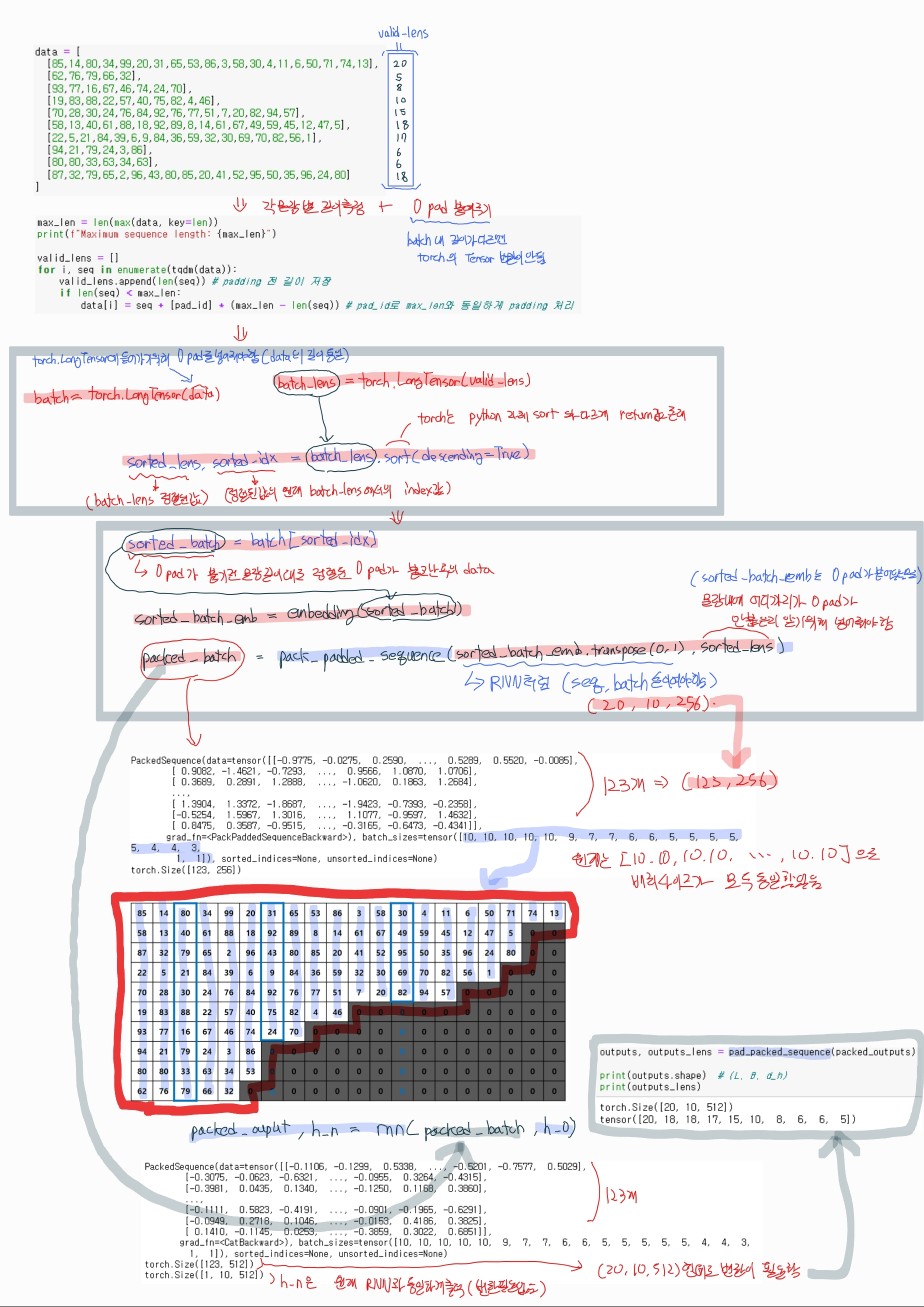 valid-lens
data = [
[85,14,80,34,99,20,31,65,53,86,3,58,30,4,11,6,50,71,74,13], 20
[62,76,79,66,32], 5
[93,77,16,67,46,74,24,70], 8
[19,83,88,22,57,40,75,82,4,46], 10
[70,28,30,24,76,84,92,76,77,51,7,20,82,94,57], 15
[58,13,40,61,88,18,92,89,8,14,61,67,49,59,45,12,47,5], 18
[22,5,21,84,39,6,9,84,36,59,32,30,69,70,82,56,1], 17
[94,21,79,24,3,86], 6
[80,80,33,63,34,63], 6
[87,32,79,65,2,96,43,80,85,20,41,52,95,50,35,96,24,80] 18
]
각 문장별 길이측정 + 0 pad 붙여주기
max_len = len(max(data, key=len))
print(f"Maximum sequence length: {max_len}")
batch내 길이가 다르면
torch의 Tensor 변환이 안됨
valid_lens = []
for i, seq in enumerate(tqdm(data)):
valid_lens.append(len(seq)) # padding 전 길이 저장
if len(seq) < max_len:
data[i] = seq + [pad_id] * (max_len - len(seq)) # pad_id로 max_len와 동일하게 padding 처리
torch.LongTensor에 들어가기위해 0 pad를 넣어줘야함 (data의 길이 동일)
batch = torch.LongTensor(data)
batch_lens = torch.LongTensor(valid-lens)
torch는 python 자체 sort 와 다르게 return값 존재
sorted_lens, sorted_idx = batch_lens.sort(descending=True)
(batch-lens 정렬된값) (정렬된값의 원래 batch-lens에서의 index값)
sorted_batch = batch[sorted_idx]
0 pad가 붙기전 문장길이대로 정렬된 0 pad가 붙고난후의 data
(sorted_batch_emb는 0 pad가 붙어있으므로
문장내에 어디까지가 0 pad가
안붙는지 알기위해 넣어줘야함
sorted_batch_emb = embedding(sorted_batch)
packed_batch = pack_padded_sequence(sorted_batch_emb.transpose(0,1), sorted_lens)
RNN처럼 (seq, batch 들어와야함)
(20, 10, 256)
PackedSequence(data=tensor([[-0.9775, -0.0275, 0.2590, ..., 0.5289, 0.5520, -0.0085],
[ 0.9082, -1.4621, -0.7293, ..., 0.9566, 1.0870, 1.0706],
[ 0.3689, 0.2891, 1.2888, ..., -1.0620, 0.1863, 1.2684],
...,
[ 1.3904, 1.3372, -1.8687, ..., -1.9423, -0.7393, -0.2358],
[-0.5254, 1.5967, 1.3016, ..., 1.1077, -0.9597, 1.4632],
[ 0.8475, 0.3587, -0.9515, ..., -0.3165, -0.6473, -0.4341]],
123개 => (123, 256)
grad_fn=<PackPaddedSequenceBackward>), batch_sizes=tensor([10, 10, 10, 10, 10, 9, 7, 7, 6, 6, 5, 5, 5, 5, 5,
5, 4, 4, 3,
1, 1]), sorted_indices=None, unsorted_indices=None)
torch.Size([123, 256])
원래는 [10.10, 10.10, ..., 10.10]으로
배치사이즈가 모두 동일했었음
85 14 80 34 99 20 31 65 53 86 3 58 30 4 11 6 50 71 74 13
58 13 40 61 88 18 92 89 8 14 61 67 49 59 45 12 47 5 0 0
87 32 79 65 2 96 43 80 85 20 41 52 95 50 35 96 24 80 0 0
22 5 21 84 39 6 9 84 36 59 32 30 69 70 82 56 1 0 0 0
70 28 30 24 76 84 92 76 77 51 7 20 82 94 57 0 0 0 0 0
19 83 88 22 57 40 75 82 4 46 0 0 0 0 0 0 0 0 0 0
93 77 16 67 46 74 24 70 0 0 0 0 0 0 0 0 0 0 0 0
94 21 79 24 3 86 0 0 0 0 0 0 0 0 0 0 0 0 0 0
80 80 33 63 34 53 0 0 0 0 0 0 0 0 0 0 0 0 0 0
62 76 79 66 32 0 0 0 0 0 0 0 0 0 0 0 0 0 0 0
outputs, outputs_lens = pad_packed_sequence(packed_outputs)
print(outputs.shape) # (L, B, d_h)
print(outputs_lens)
torch.Size([20, 10, 512])
tensor([20, 18, 18, 17, 15, 10, 8, 6, 6, 5])
packed_ouput, h_n = rnn(packed_batch, h_0)
PackedSequence(data=tensor([[-0.1106, -0.1299, 0.5338, ..., -0.5201, -0.7577, 0.5029],
[-0.3075, -0.0623, -0.6321, ..., -0.0955, 0.3264, -0.4315],
[-0.3981, 0.0435, 0.1340, ..., -0.1250, 0.1168, 0.3860],
...,
[-0.1111, 0.5823, -0.4191, ..., -0.0901, -0.1965, -0.6291],
[-0.0949, 0.2718, 0.1046, ..., -0.0153, 0.4186, 0.3825],
[ 0.1410, -0.1145, 0.0253, ..., -0.3859, 0.3022, 0.6851]],
123개
grad_fn=<CatBackward>), batch_sizes=tensor([10, 10, 10, 10, 10, 9, 7, 7, 6, 6, 5, 5, 5, 5, 5, 4, 4, 3,
1, 1]), sorted_indices=None, unsorted_indices=None)
torch.Size([123, 512])
torch.Size([1, 10, 512])
(20, 10, 512)형태로 변환이 필요함
h_n은 원래 RNN과 동일하게출력 (변환필요없음)